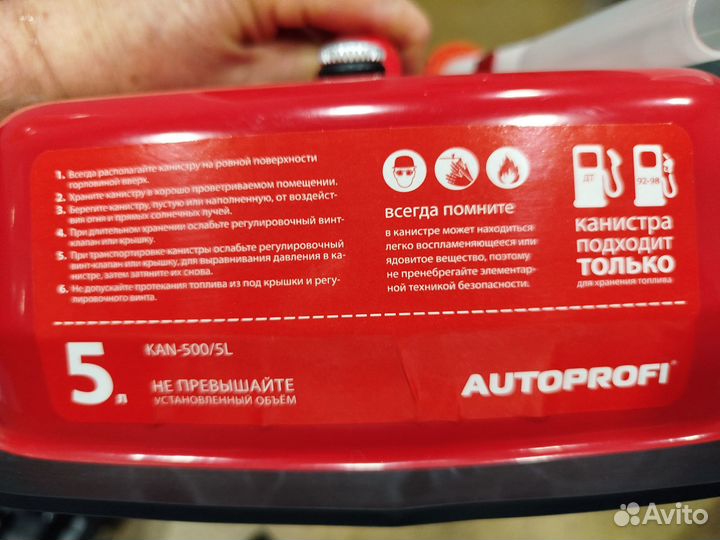 1. Всегда располагайте канистру на ровной поверхности
горловиной вверх.
2. Храните канистру в хорошо проветриваемом помещении.
3. Берегите канистру, пустую или наполненную, от воздейст-
вия огня и прямых солнечных лучей.
4. При длительном хранении ослабьте регулировочный винт-
клапан или крышку.
5. При транспортировке канистры ослабьте регулировочный
винт-клапан или крышку, для выравнивания давления в ка-
нистре, затем затяните их снова.
6. Не допускайте протекания топлива из под крышки и регу-
лировочного винта.
всегда помните
в канистре может находиться
легко воспламеняющееся или
ядовитое вещество, поэтому
не пренебрегайте элементар-
ной техникой безопасности.
ДТ
92-98
канистра
подходит
ТОЛЬКО
для хранения топлива
5 л
KAN-500/5L
НЕ ПРЕВЫШАЙТЕ
УСТАНОВЛЕННЫЙ ОБЪЁМ
AUTOPROFI
Avito